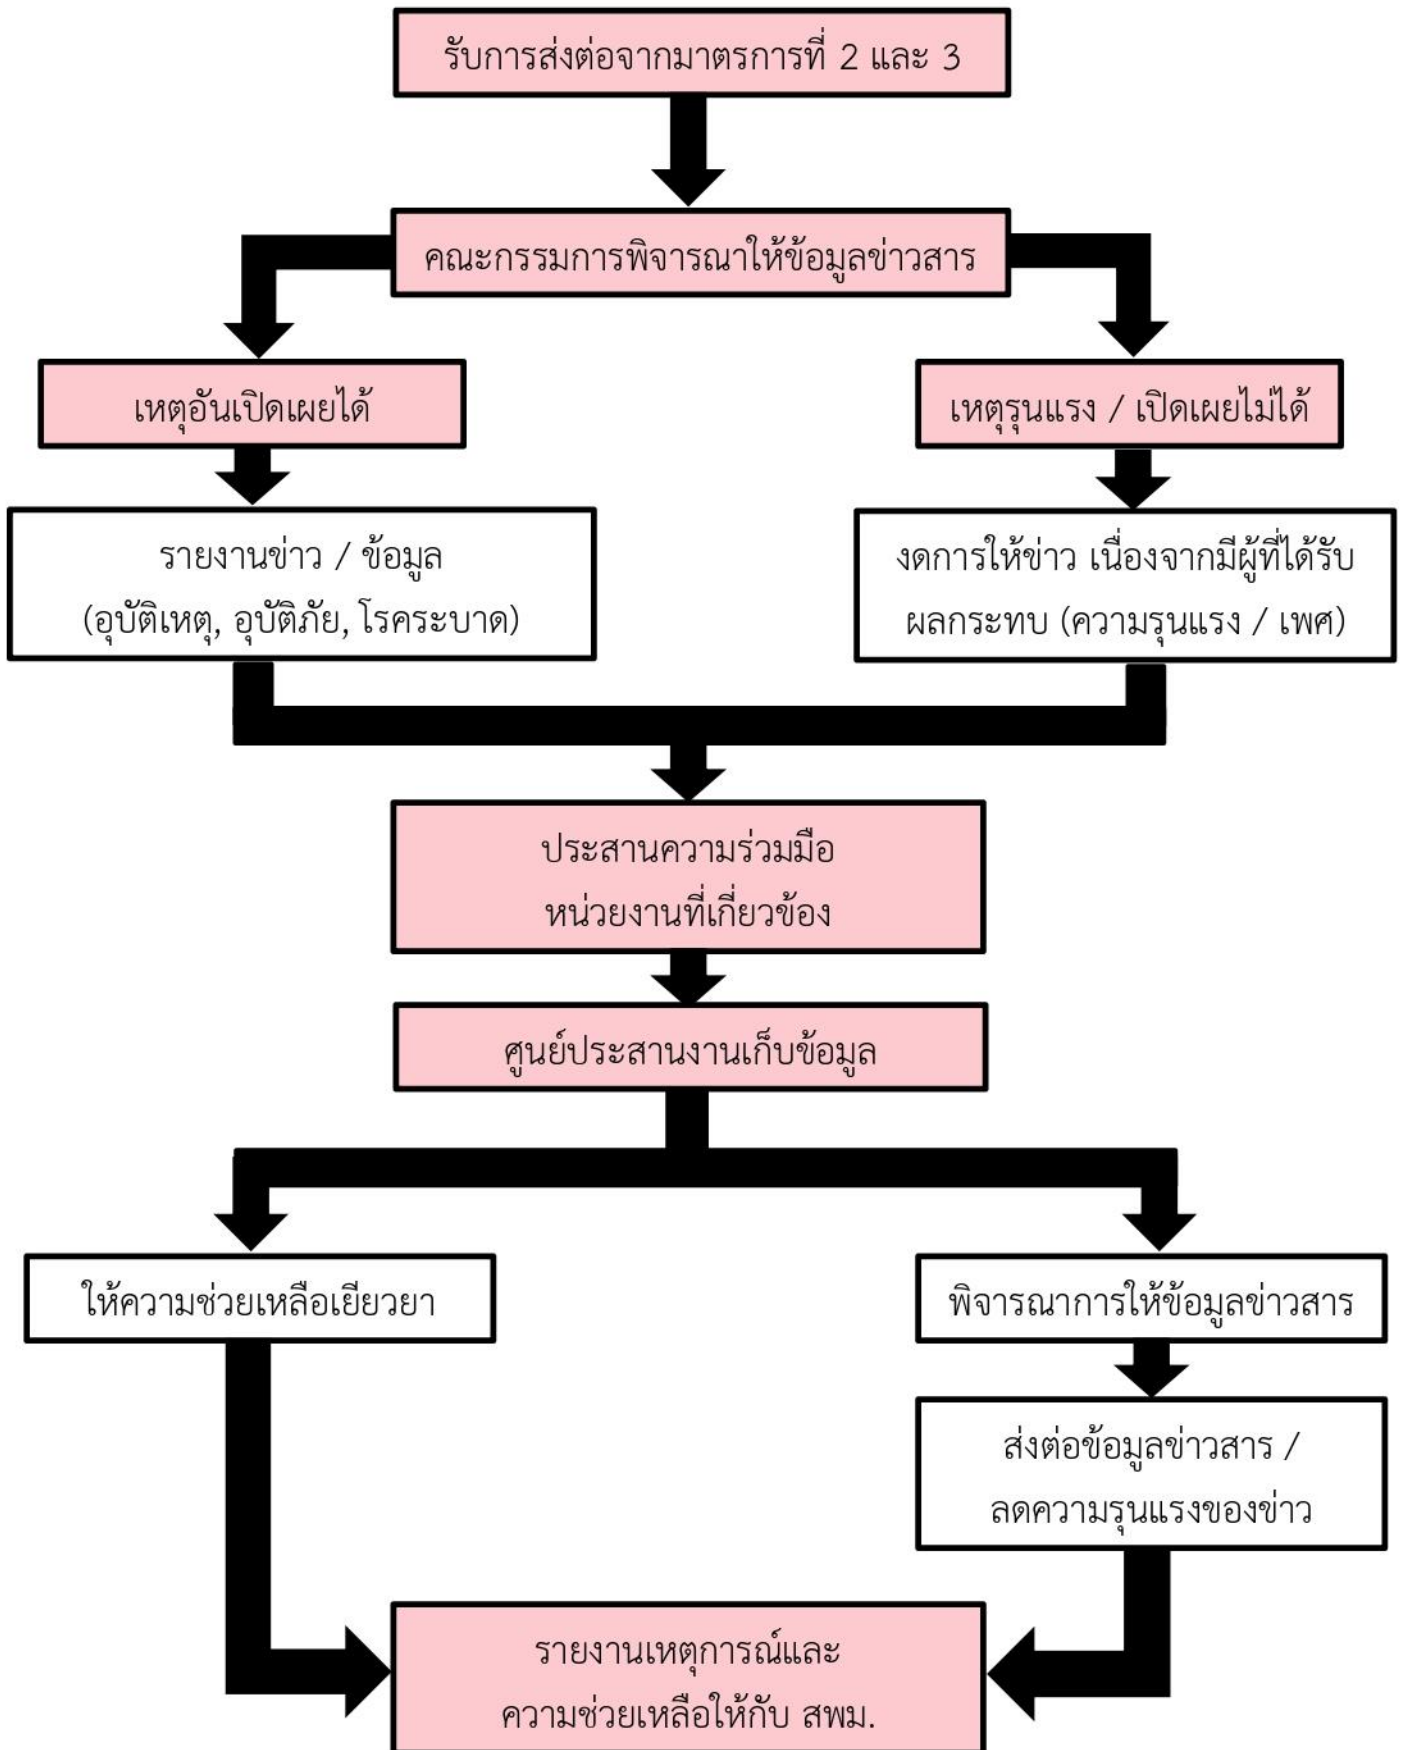 รับการส่งต่อจากมาตรการที่ 2 และ 3
คณะกรรมการพิจารณาให้ข้อมูลข่าวสาร
เหตุอันเปิดเผยได้
เหตุรุนแรง / เปิดเผยไม่ได้
รายงานข่าว / ข้อมูล
(อุบัติเหตุ, อุบัติภัย, โรคระบาด)
งดการให้ข่าว เนื่องจากมีผู้ที่ได้รับ
ผลกระทบ (ความรุนแรง / เพศ)
ประสานความร่วมมือ
หน่วยงานที่เกี่ยวข้อง
ศูนย์ประสานงานเก็บข้อมูล
ให้ความช่วยเหลือเยียวยา
พิจารณาการให้ข้อมูลข่าวสาร
ส่งต่อข้อมูลข่าวสาร /
ลดความรุนแรงของข่าว
รายงานเหตุการณ์และ
ความช่วยเหลือให้กับ สพม.